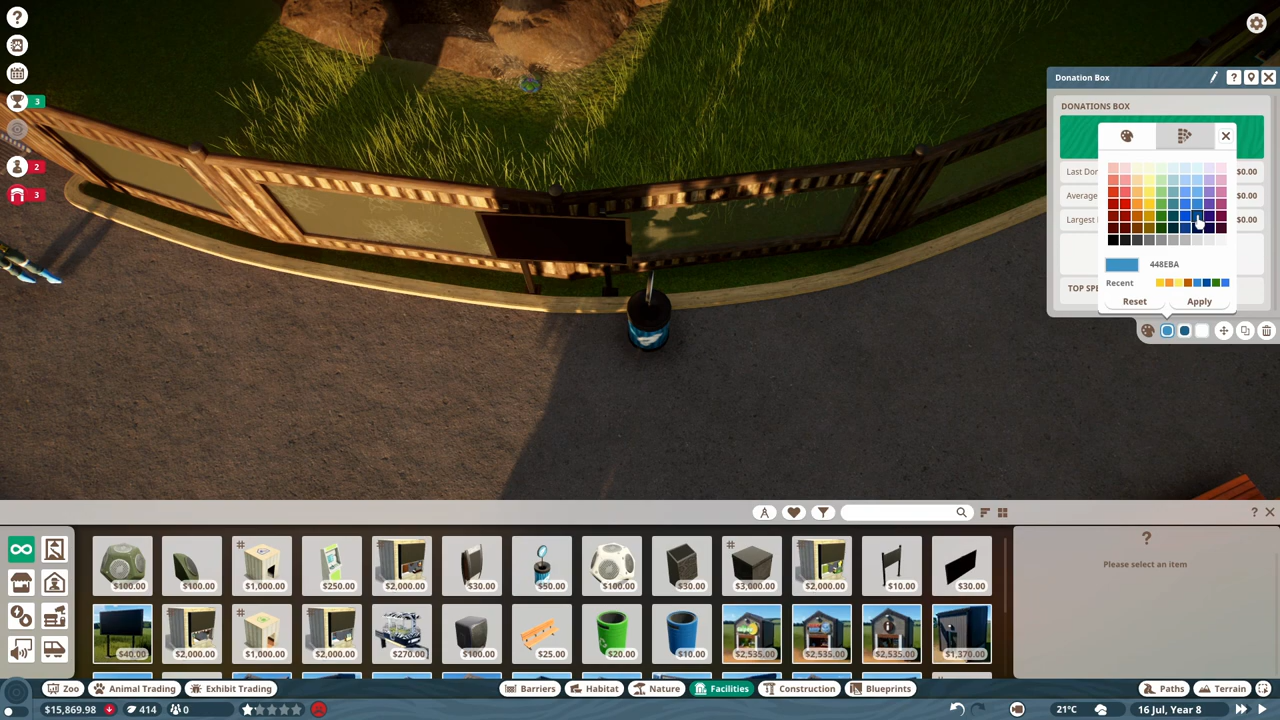 ?
3
2
3
Donation Box
?
DONATIONS BOX
Last Don
$0.00
Average
$0.00
Largest
$0.00
448EBA
Recent
TOP SPE
Reset
Apply
?
?
Please select an item
$100.00
$100.00
#
$1,000.00
$250.00
#
$2,000.00
$30.00
$50.00
$100.00
$30.00
#
$3,000.00
#
$2,000.00
$10.00
$30.00
$40.00
$2,000.00
#
$1,000.00
$2,000.00
$270.00
$100.00
$25.00
$20.00
$10.00
$2,535.00
$2,535.00
$2,535.00
$1,370.00
Zoo
Animal Trading
Exhibit Trading
Barriers
Habitat
Nature
Facilities
Construction
Blueprints
Paths
Terrain
$15,869.98
414
0
21°C
16 Jul, Year 8